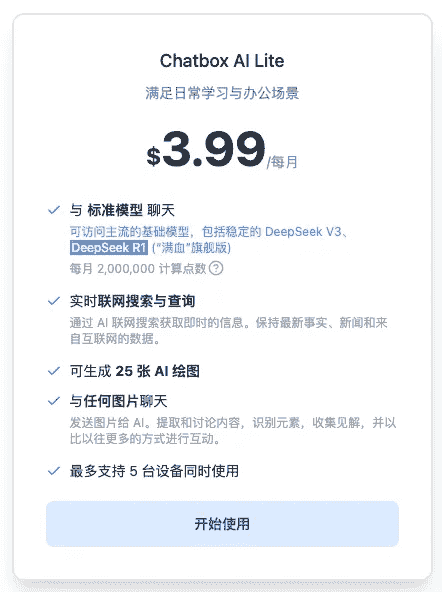 Chatbox AI Lite
满足日常学习与办公场景
$3.99/每月
与 标准模型 聊天
可访问主流的基础模型，包括稳定的 DeepSeek V3、
DeepSeek R1 (“满血”旗舰版)
每月 2,000,000 计算点数 ?
实时联网搜索与查询
通过 AI 联网搜索获取即时的信息。保持最新事实、新闻和来
自互联网的数据。
可生成 25 张 AI 绘图
与任何图片聊天
发送图片给 AI。提取和讨论内容，识别元素，收集见解，并以
比以往更多的方式进行互动。
最多支持 5 台设备同时使用
开始使用